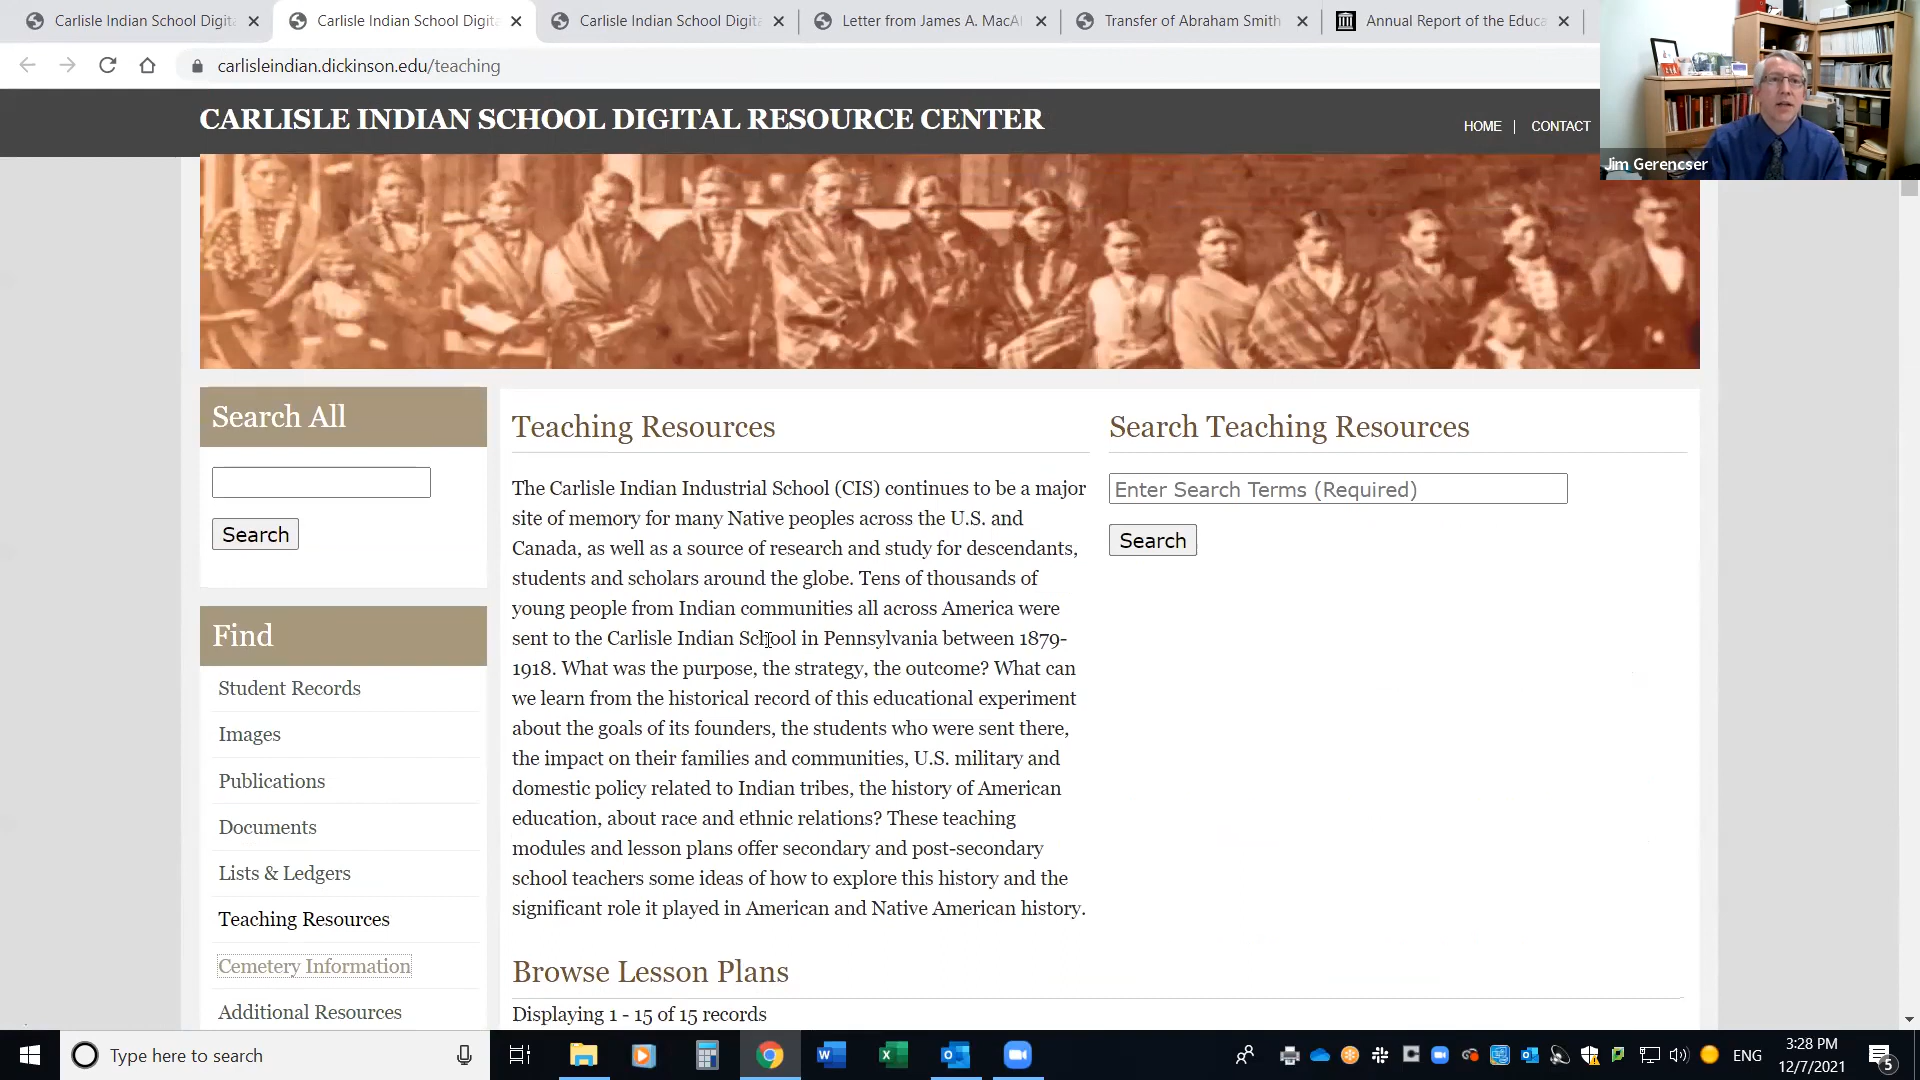 Carlisle Indian School Digita
Carlisle Indian School Digita
Carlisle Indian School Digita
Letter from James A. MacAl
Transfer of Abraham Smith
Annual Report of the Educa
carlisleindian.dickinson.edu/teaching
CARLISLE INDIAN SCHOOL DIGITAL RESOURCE CENTER
HOME | CONTACT
Jim Gerencser
Search All
Search
Find
Student Records
Images
Publications
Documents
Lists & Ledgers
Teaching Resources
Cemetery Information
Additional Resources
Teaching Resources
The Carlisle Indian Industrial School (CIS) continues to be a major
site of memory for many Native peoples across the U.S. and
Canada, as well as a source of research and study for descendants,
students and scholars around the globe. Tens of thousands of
young people from Indian communities all across America were
sent to the Carlisle Indian School in Pennsylvania between 1879-
1918. What was the purpose, the strategy, the outcome? What can
we learn from the historical record of this educational experiment
about the goals of its founders, the students who were sent there,
the impact on their families and communities, U.S. military and
domestic policy related to Indian tribes, the history of American
education, about race and ethnic relations? These teaching
modules and lesson plans offer secondary and post-secondary
school teachers some ideas of how to explore this history and the
significant role it played in American and Native American history.
Browse Lesson Plans
Displaying 1 - 15 of 15 records
Search Teaching Resources
Enter Search Terms (Required)
Search
Type here to search
ENG
3:28 PM
12/7/2021
5